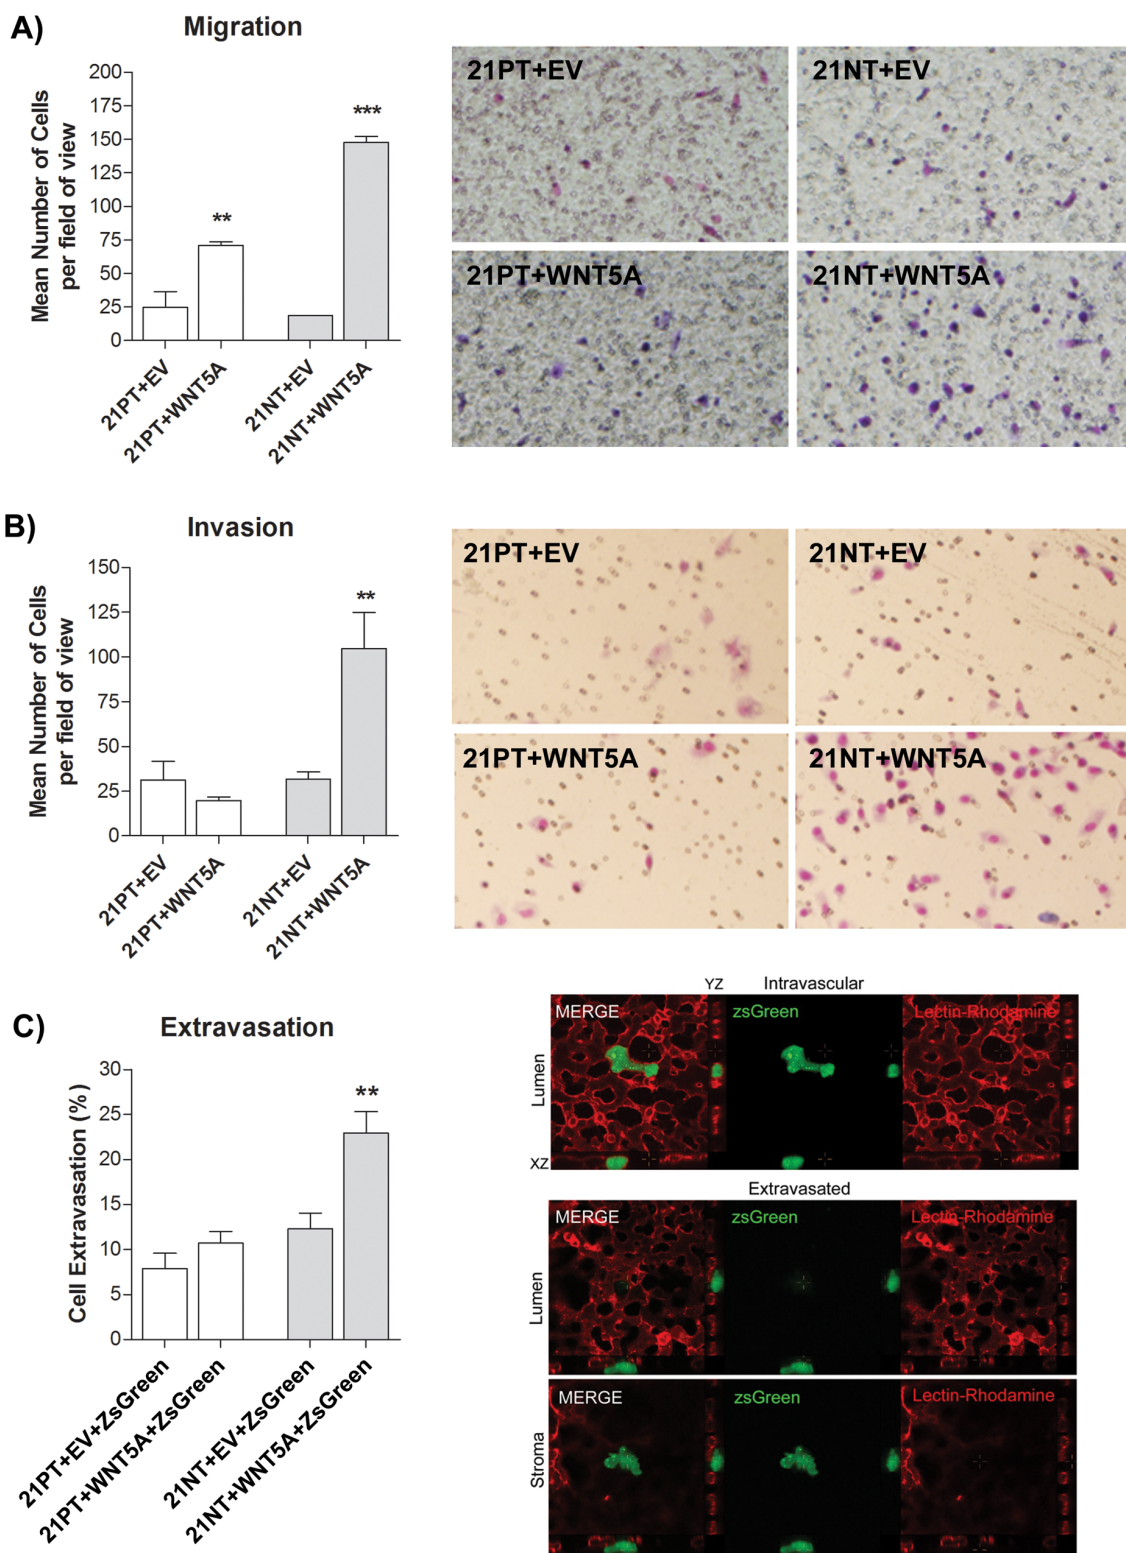 A)
Migration
Mean Number of Cells
per field of view
200
175
150
125
100
75
50
25
0
**
***
21PT+EV
21PT+WNT5A
21NT+EV
21NT+WNT5A
21PT+EV
21NT+EV
21PT+WNT5A
21NT+WNT5A
B)
Invasion
Mean Number of Cells
per field of view
150
125
100
75
50
25
0
**
21PT+EV
21PT+WNT5A
21NT+EV
21NT+WNT5A
21PT+EV
21NT+EV
21PT+WNT5A
21NT+WNT5A
C)
Extravasation
Cell Extravasation (%)
30
25
20
15
10
5
0
**
21PT+EV+ZsGreen
21PT+WNT5A+ZsGreen
21NT+EV+ZsGreen
21NT+WNT5A+ZsGreen
YZ
Intravascular
MERGE
zsGreen
Lectin-Rhodamine
Lumen
XZ
Extravasated
MERGE
zsGreen
Lectin-Rhodamine
Lumen
MERGE
zsGreen
Lectin-Rhodamine
Stroma